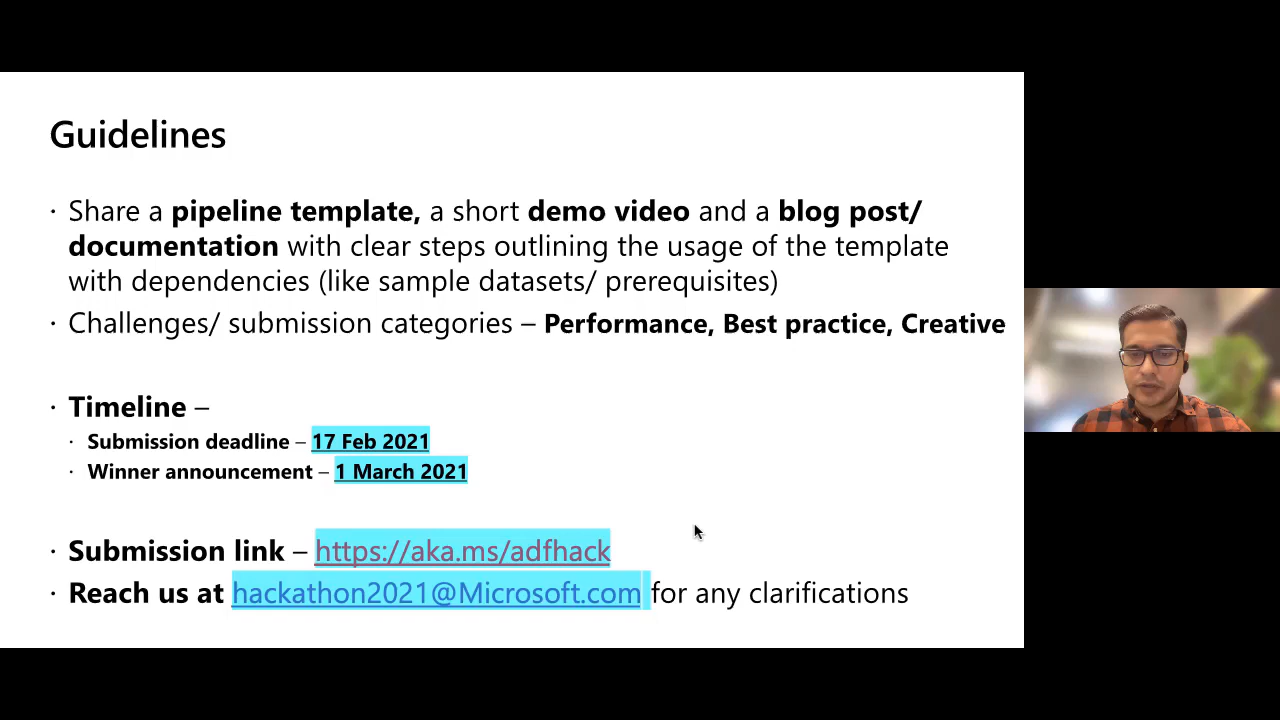 Guidelines
· Share a pipeline template, a short demo video and a blog post/
documentation with clear steps outlining the usage of the template
with dependencies (like sample datasets/ prerequisites)
· Challenges/ submission categories – Performance, Best practice, Creative
· Timeline –
· Submission deadline – 17 Feb 2021
· Winner announcement – 1 March 2021
· Submission link – https://aka.ms/adfhack
· Reach us at hackathon2021@Microsoft.com for any clarifications